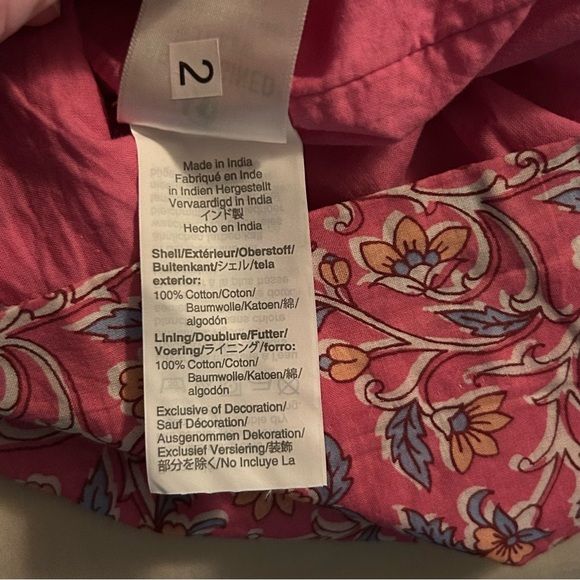 2
Made in India
Fabriqué en Inde
in Indien Hergestellt
Vervaardigd in India
インド製
Hecho en India
Shell/Extérieur/Oberstoff/
Buitenkant/シェル/tela
exterior:
100% Cotton/Coton/
Baumwolle/Katoen/綿/
algodón
Lining/Doublure/Futter/
Voering/ライニング/forro:
100% Cotton/Coton/
Baumwolle/Katoen/綿/
algodón
Exclusive of Decoration/
Sauf Décoration/
Ausgenommen Dekoration/
Exclusief Versiering/装飾
部分を除く/No Incluye La